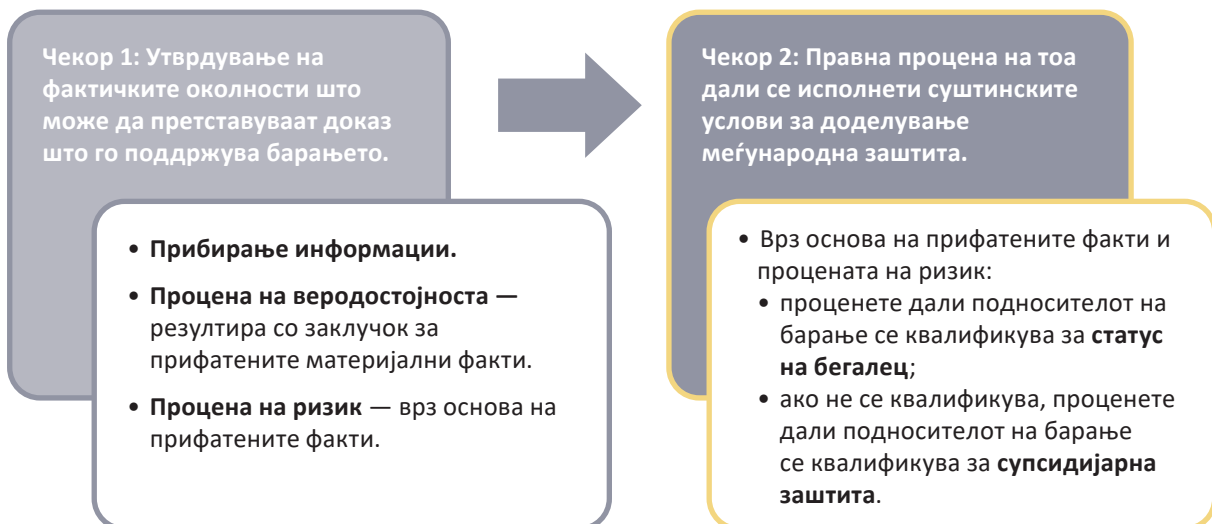 Чекор 1: Утврдување на
фактичките околности што
може да претставуваат доказ
што го поддржува барањето.
• Прибирање информации.
• Процена на веродостојноста —
резултира со заклучок за
прифатените материјални факти.
• Процена на ризик — врз основа на
прифатените факти.
Чекор 2: Правна процена на тоа
дали се исполнети суштинските
услови за доделување
меѓународна заштита.
• Врз основа на прифатените факти и
процената на ризик:
• проценете дали подносителот на
барање се квалификува за статус
на бегалец;
• ако не се квалификува, проценете
дали подносителот на барање
се квалификува за супсидијарна
заштита.